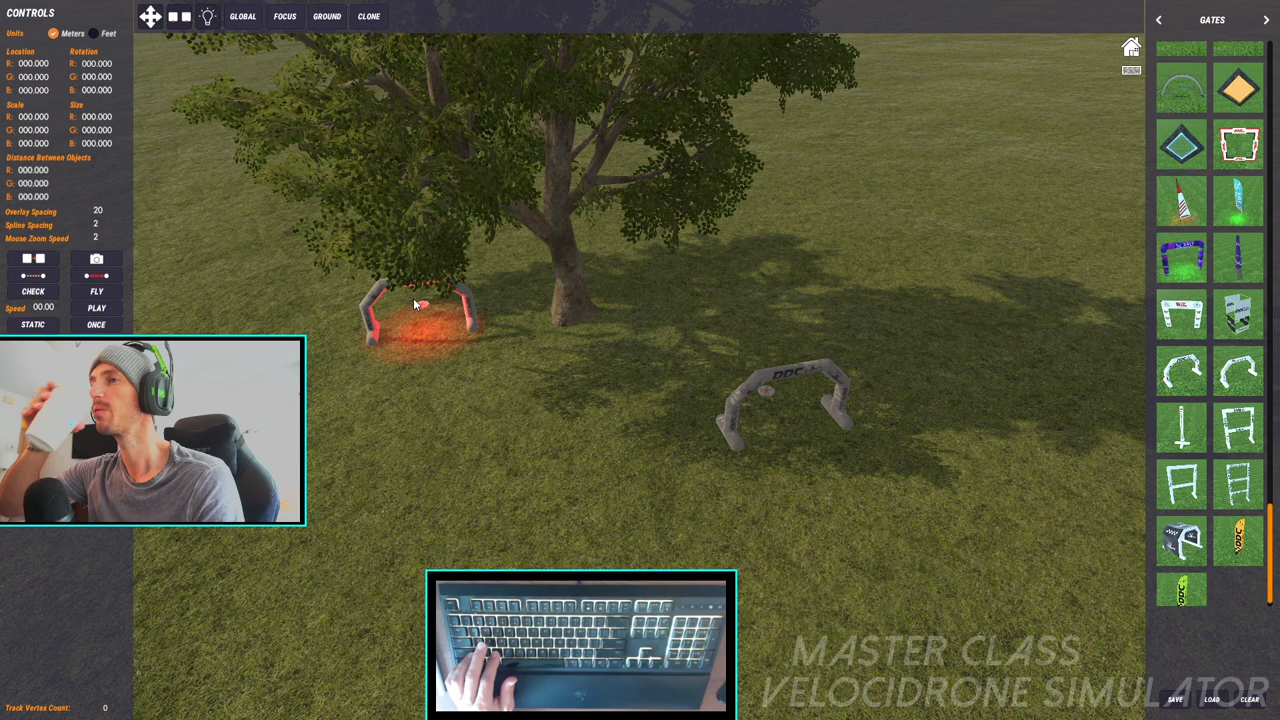 CONTROLS
Units Meters Feet
Location Rotation
R: 000.000 R: 000.000
G: 000.000 G: 000.000
B: 000.000 B: 000.000
Scale Size
R: 000.000 R: 000.000
G: 000.000 G: 000.000
B: 000.000 B: 000.000
Distance Between Objects
R: 000.000
G: 000.000
B: 000.000
Overlay Spacing 20
Spline Spacing 2
Mouse Zoom Speed 2
CHECK FLY
Speed 00.00 PLAY
STATIC ONCE
Track Vertex Count: 0
GLOBAL FOCUS GROUND CLONE
GATES
MASTER CLASS
VELOCIDRONE SIMULATOR
SAVE LOAD CLEAR